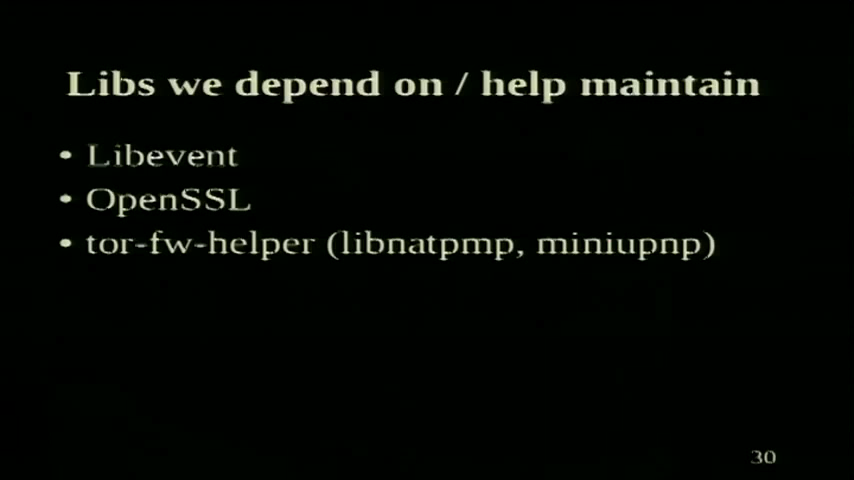 Libs we depend on / help maintain
• Libevent
• OpenSSL
• tor-fw-helper (libnatpmp, miniupnp)
30